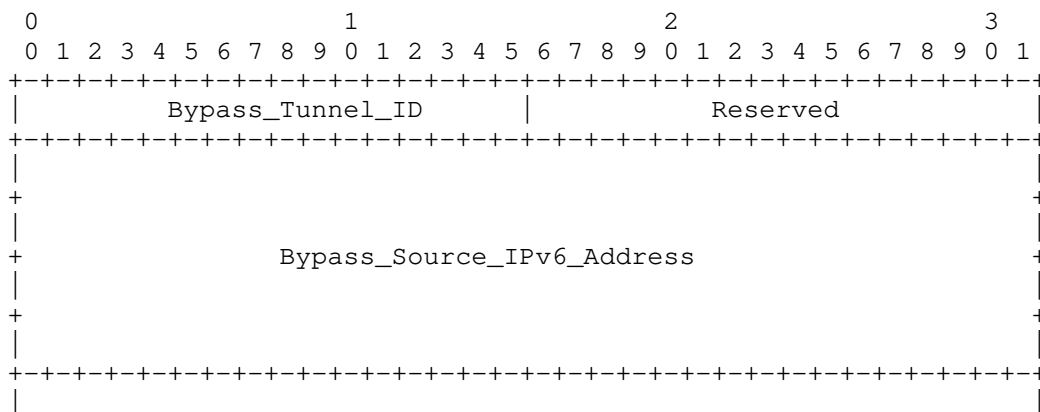 0                   1                   2                   3
0 1 2 3 4 5 6 7 8 9 0 1 2 3 4 5 6 7 8 9 0 1 2 3 4 5 6 7 8 9 0 1
+-+-+-+-+-+-+-+-+-+-+-+-+-+-+-+-+-+-+-+-+-+-+-+-+-+-+-+-+-+-+-+-+
|        Bypass_Tunnel_ID       |           Reserved            |
+-+-+-+-+-+-+-+-+-+-+-+-+-+-+-+-+-+-+-+-+-+-+-+-+-+-+-+-+-+-+-+-+
|                                                               |
+                                                               +
|                                                               |
+               Bypass_Source_IPv6_Address                      +
|                                                               |
+                                                               +
|                                                               |
+-+-+-+-+-+-+-+-+-+-+-+-+-+-+-+-+-+-+-+-+-+-+-+-+-+-+-+-+-+-+-+-+
|                                                               |